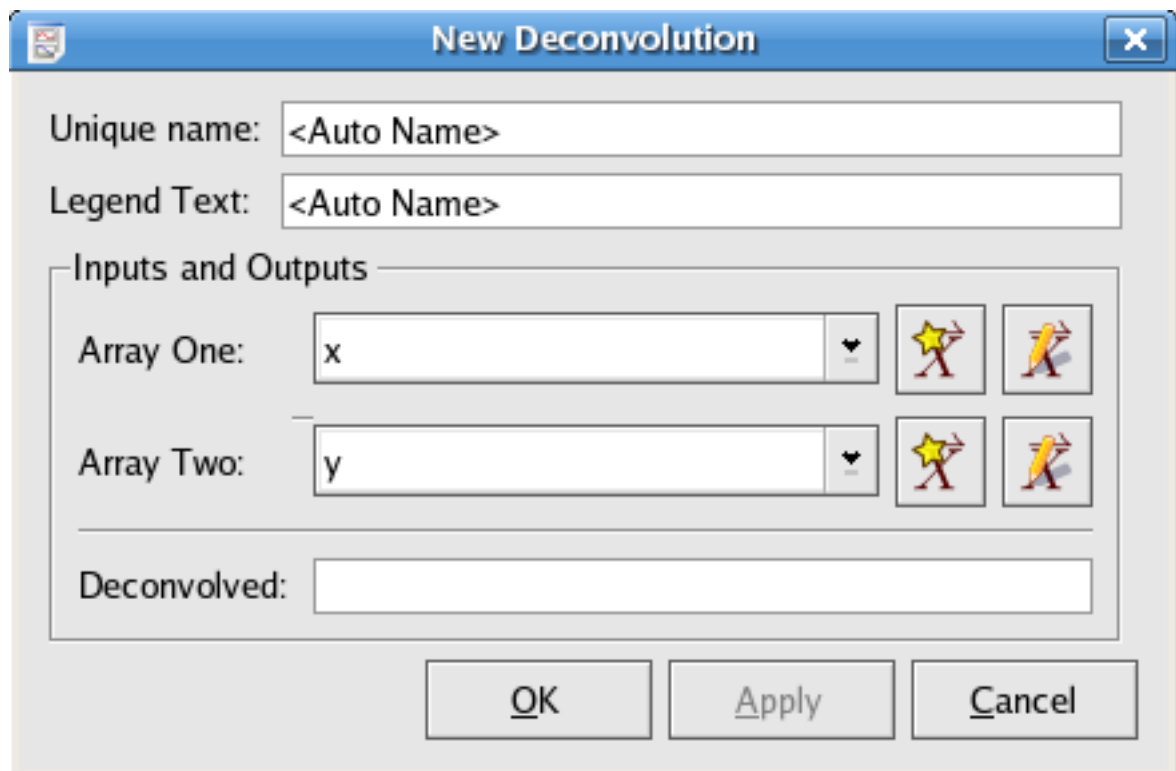 New Deconvolution
Unique name: <Auto Name>
Legend Text: <Auto Name>
Inputs and Outputs
Array One: x
Array Two: y
Deconvolved:
OK Apply Cancel